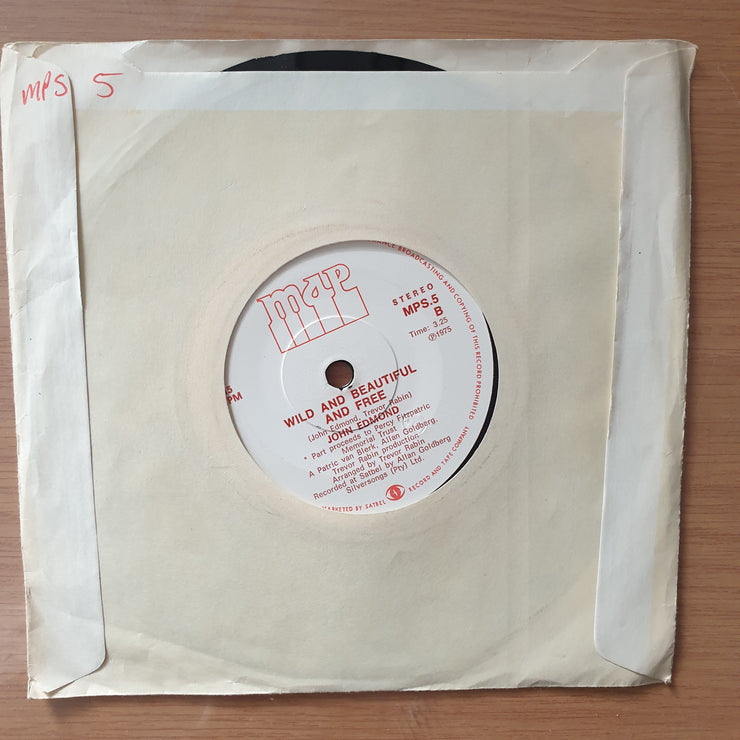 MPS 5
map
STEREO
MPS.5
B
Time: 3.25
℗1975
5
PM
WILD AND BEAUTIFUL
AND FREE
(John Edmond, Trevor Rabin)
JOHN EDMOND
* Part proceeds to Percy Fitzpatric
Memorial Trust
A Patric van Blerk, Allan Goldberg,
Trevor Rabin production
Arranged by Trevor Rabin
Recorded at Satbel by Allan Goldberg
Silversongs (Pty) Ltd.
BROADCASTING AND COPYING OF THIS RECORD PROHIBITED
MARKETED BY SATBEL RECORD AND TAPE COMPANY